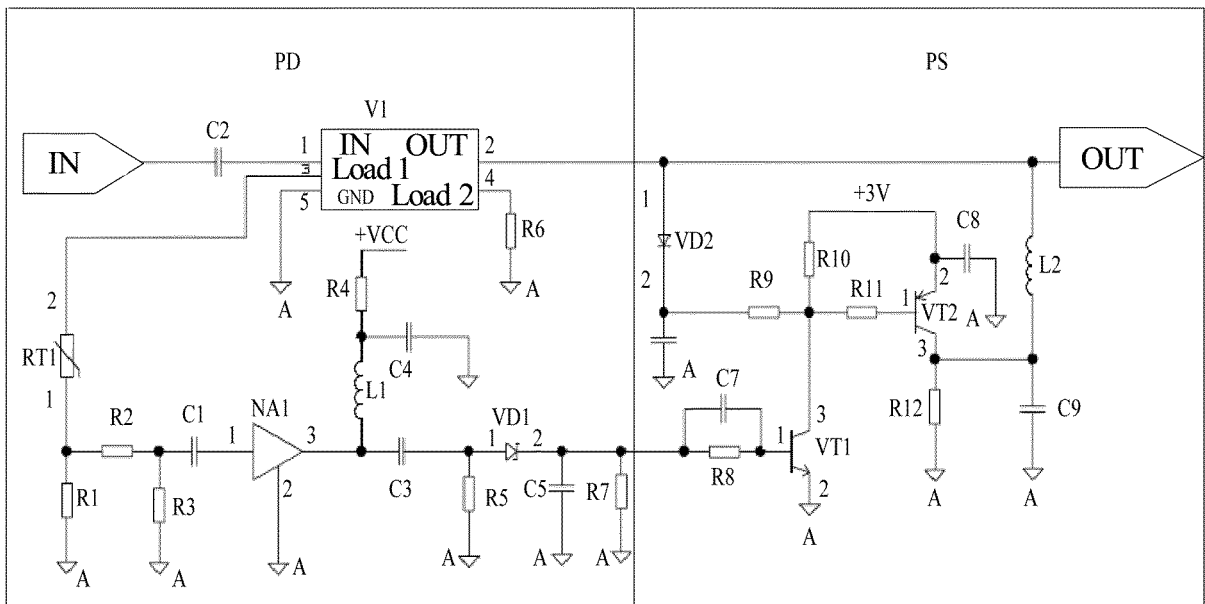 PD
PS
V1
C2
IN
1
IN
OUT
2
OUT
3
Load 1
4
5
GND
Load 2
+VCC
R6
A
A
R4
1
VD2
2
+3V
C8
R10
2
L2
R9
R11
1
VT2
A
3
2
RT1
1
C4
L1
A
C7
R12
C9
R2
C1
NA1
1
3
VD1
1
2
3
1
VT1
R8
2
R1
R3
2
C3
R5
C5
R7
A
A
A
A
A
A
A
A
A
A